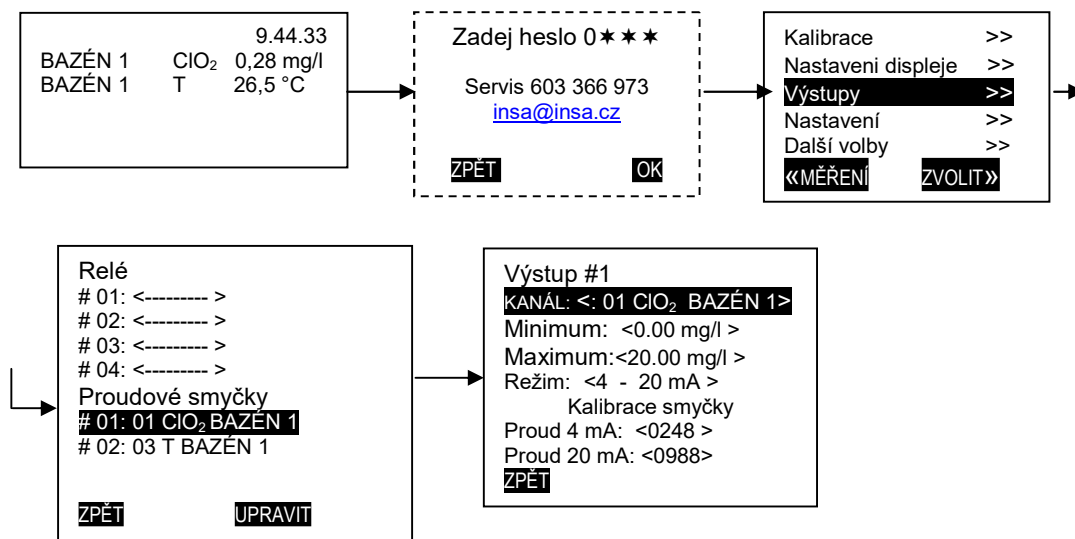 9.44.33
BAZÉN 1 ClO₂ 0,28 mg/l
BAZÉN 1 T 26,5 °C
Zadej heslo 0✶✶✶
Servis 603 366 973
insa@insa.cz
ZPĚT OK
Kalibrace >>
Nastaveni displeje >>
Výstupy >>
Nastavení >>
Další volby >>
«MĚŘENÍ ZVOLIT»
Relé
# 01: <--------- >
# 02: <--------- >
# 03: <--------- >
# 04: <--------- >
Proudové smyčky
# 01: 01 ClO₂ BAZÉN 1
# 02: 03 T BAZÉN 1
ZPĚT UPRAVIT
Výstup #1
KANÁL: <: 01 ClO₂ BAZÉN 1>
Minimum: <0.00 mg/l >
Maximum:<20.00 mg/l >
Režim: <4 - 20 mA >
Kalibrace smyčky
Proud 4 mA: <0248 >
Proud 20 mA: <0988>
ZPĚT